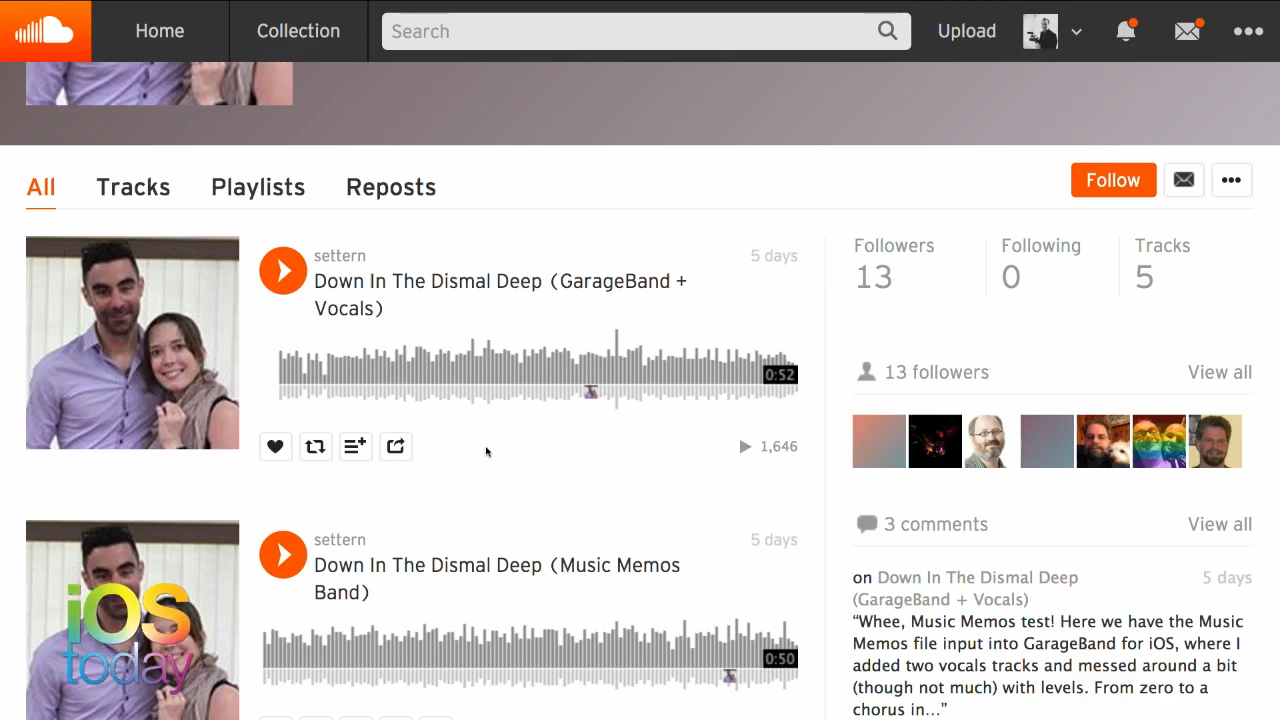 Home
Collection
Search
Upload
All
Tracks
Playlists
Reposts
Follow
settern
5 days
Down In The Dismal Deep (GarageBand +
Vocals)
0:52
1,646
Followers
13
Following
0
Tracks
5
13 followers
View all
settern
5 days
Down In The Dismal Deep (Music Memos
Band)
0:50
3 comments
View all
on Down In The Dismal Deep
5 days
(GarageBand + Vocals)
“Whee, Music Memos test! Here we have the Music
Memos file input into GarageBand for iOS, where I
added two vocals tracks and messed around a bit
(though not much) with levels. From zero to a
chorus in…”
iOS
today